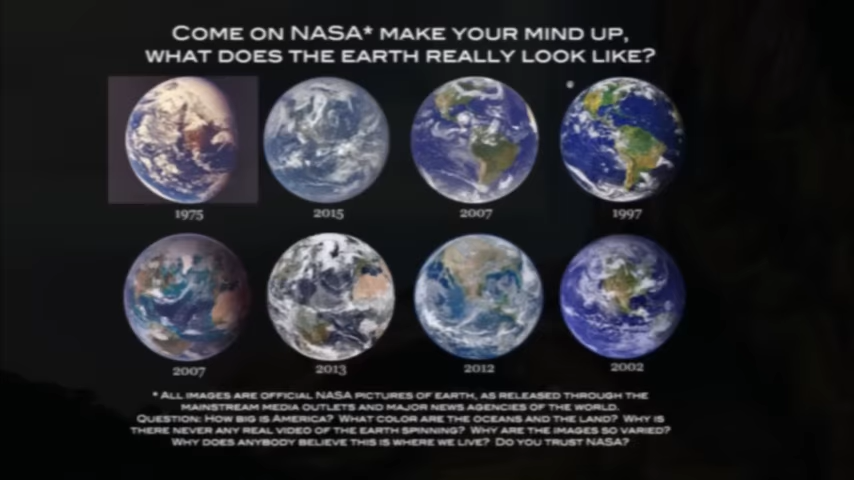 COME ON NASA* MAKE YOUR MIND UP,
WHAT DOES THE EARTH REALLY LOOK LIKE?
1975 2015 2007 1997
2007 2013 2012 2002
* ALL IMAGES ARE OFFICIAL NASA PICTURES OF EARTH, AS RELEASED THROUGH THE
MAINSTREAM MEDIA OUTLETS AND MAJOR NEWS AGENCIES OF THE WORLD.
QUESTION: HOW BIG IS AMERICA? WHAT COLOR ARE THE OCEANS AND THE LAND? WHY IS
THERE NEVER ANY REAL VIDEO OF THE EARTH SPINNING? WHY ARE THE IMAGES SO VARIED?
WHY DOES ANYBODY BELIEVE THIS IS WHERE WE LIVE? DO YOU TRUST NASA?